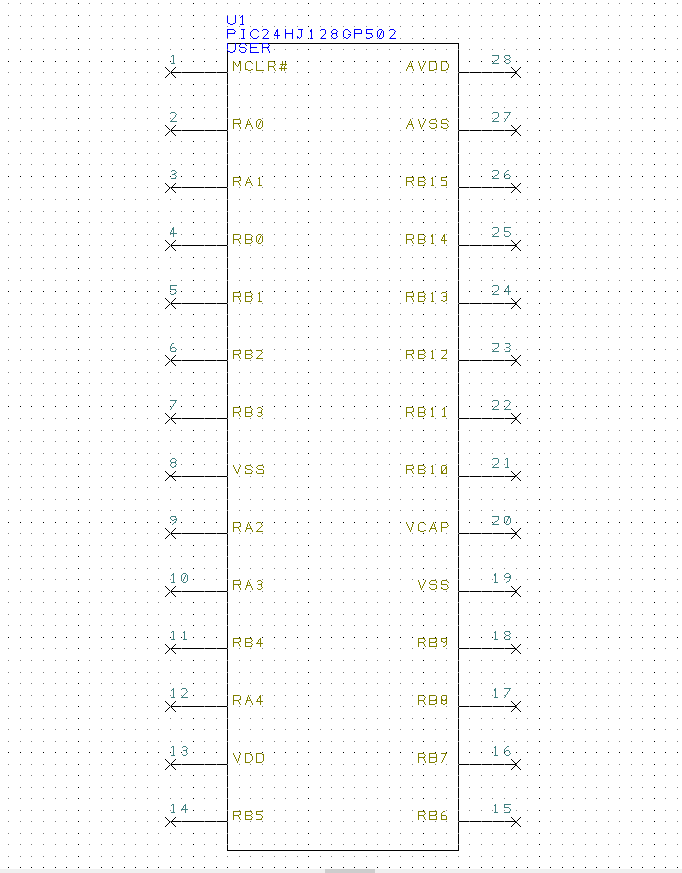 U1
PIC24HJ128GP502
USER
1 MCLR# AVDD 28
2 RA0 AVSS 27
3 RA1 RB15 26
4 RB0 RB14 25
5 RB1 RB13 24
6 RB2 RB12 23
7 RB3 RB11 22
8 VSS RB10 21
9 RA2 VCAP 20
10 RA3 VSS 19
11 RB4 RB9 18
12 RA4 RB8 17
13 VDD RB7 16
14 RB5 RB6 15